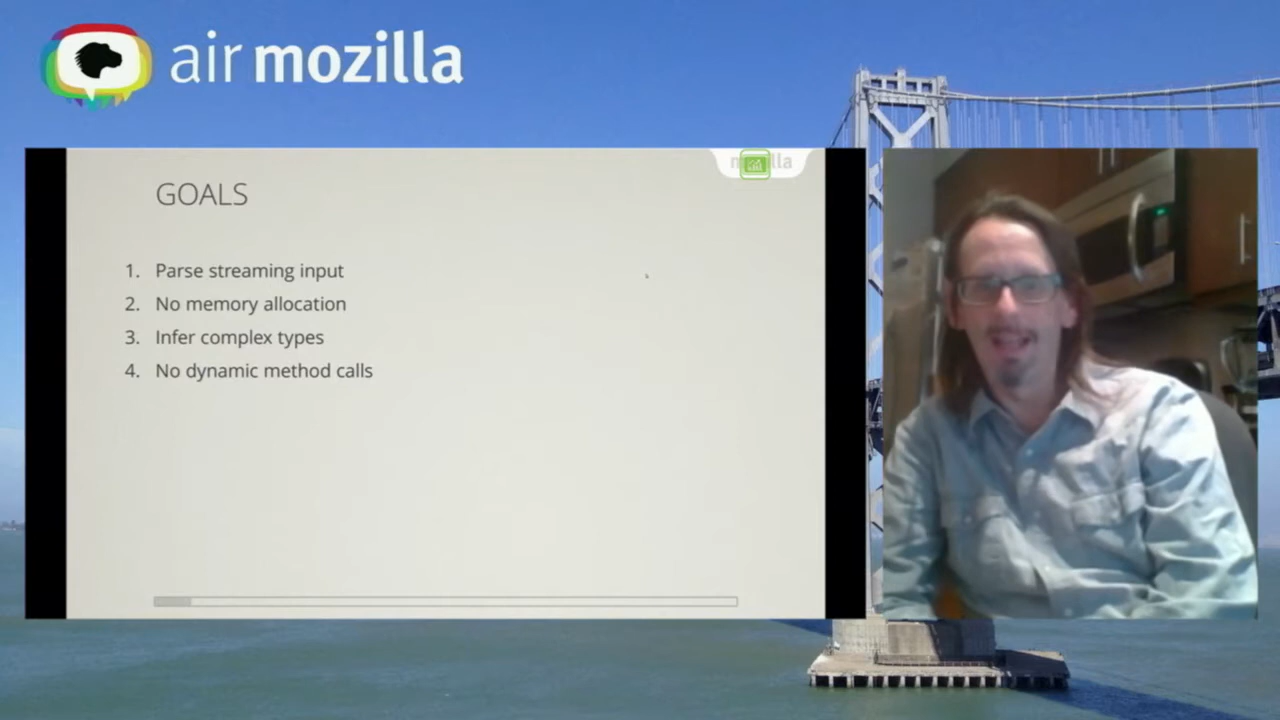 air mozilla
GOALS
1. Parse streaming input
2. No memory allocation
3. Infer complex types
4. No dynamic method calls